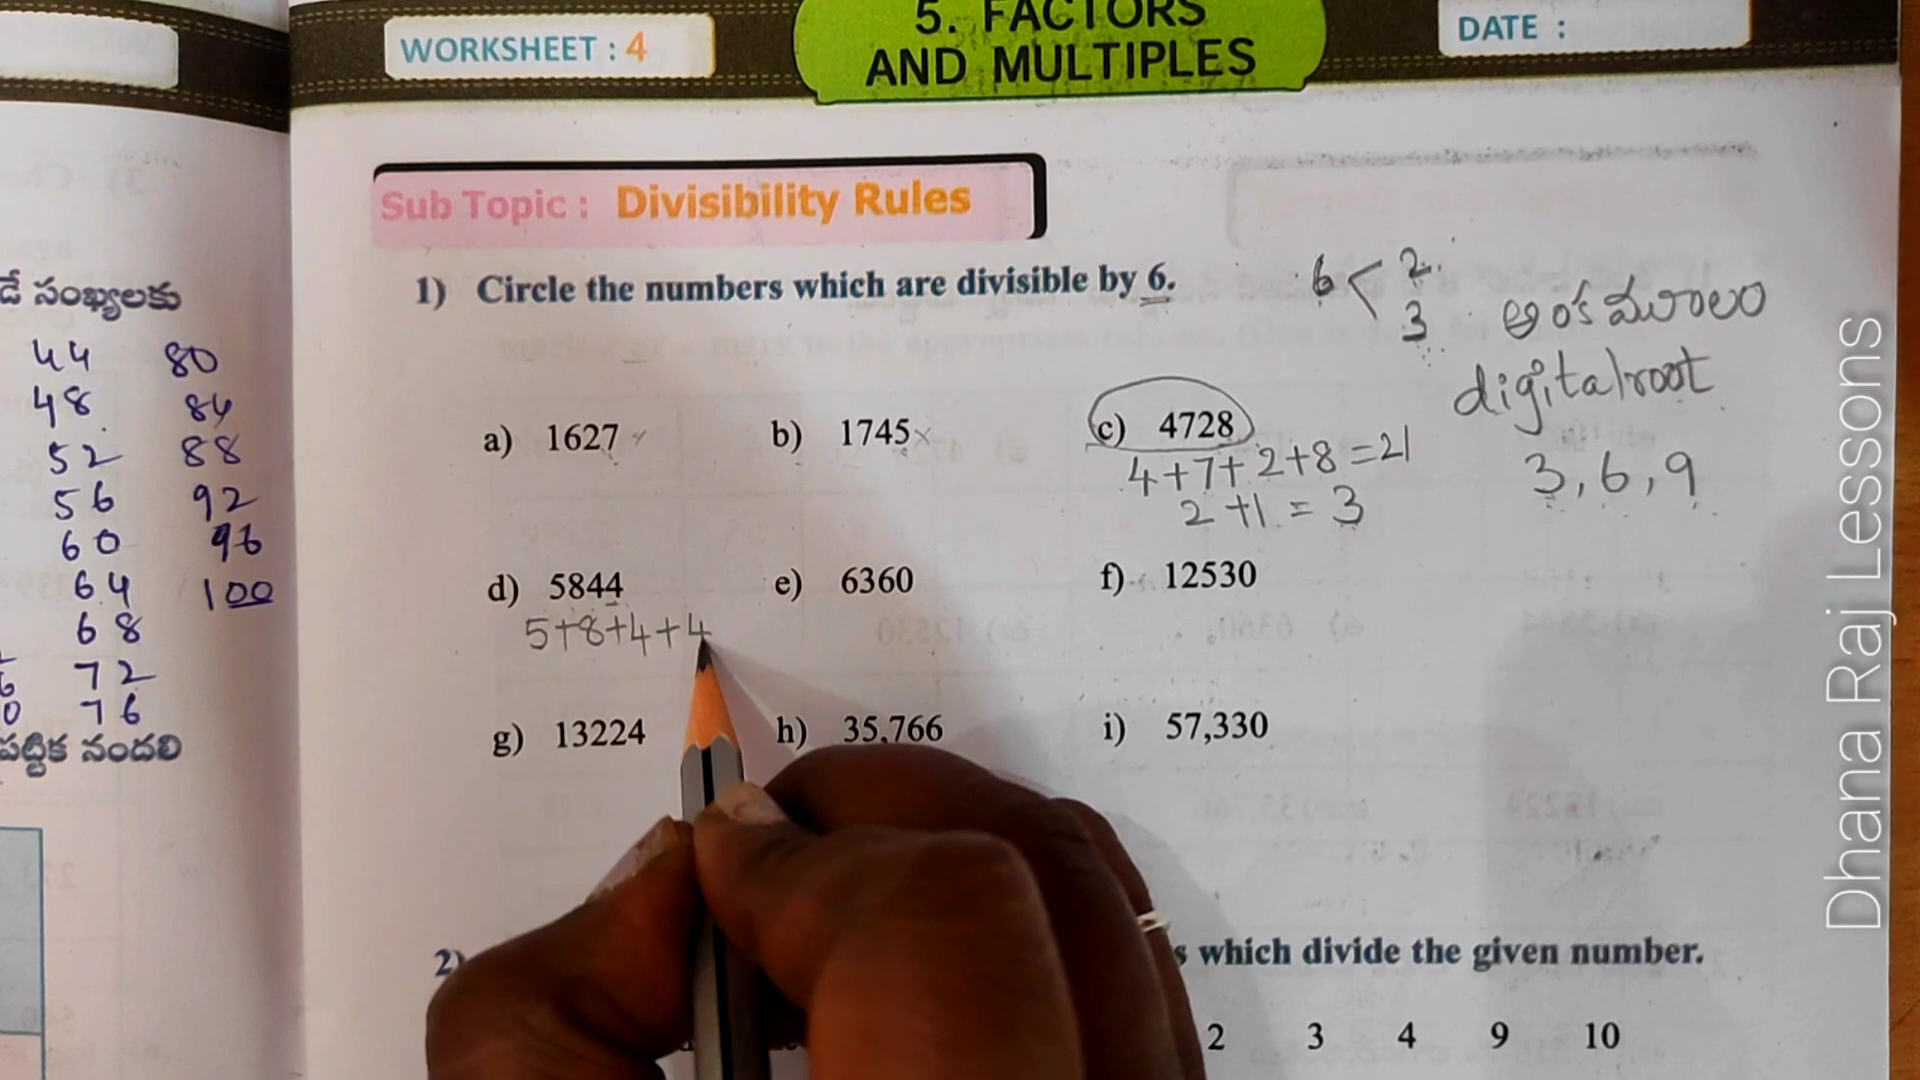 WORKSHEET : 4
5. FACTORS
AND MULTIPLES
DATE :
Sub Topic : Divisibility Rules
1) Circle the numbers which are divisible by 6.
6 < 2
3 అంకమూలం
digital root
3, 6, 9
a) 1627 ×
b) 1745 ×
c) 4728
4+7+2+8=21
2+1 = 3
d) 5844
5+8+4+4
e) 6360
f) 12530
g) 13224
h) 35,766
i) 57,330
2)
which divide the given number.
2 3 4 9 10
డే సంఖ్యలకు
44 80
48 84
52 88
56 92
60 96
64 100
68
72
76
పట్టిక నందలి
Dhana Raj Lessons